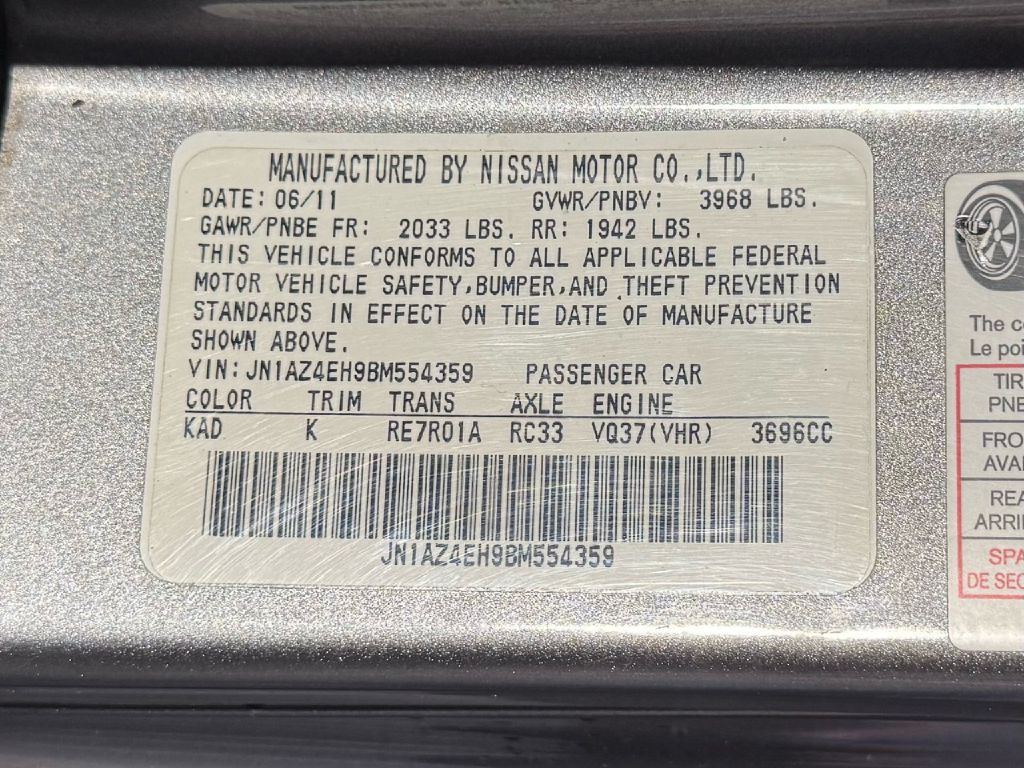 MANUFACTURED BY NISSAN MOTOR CO.,LTD.
DATE: 06/11 GVWR/PNBV: 3968 LBS.
GAWR/PNBE FR: 2033 LBS. RR: 1942 LBS.
THIS VEHICLE CONFORMS TO ALL APPLICABLE FEDERAL
MOTOR VEHICLE SAFETY,BUMPER,AND THEFT PREVENTION
STANDARDS IN EFFECT ON THE DATE OF MANUFACTURE
SHOWN ABOVE.
VIN:JN1AZ4EH9BM554359 PASSENGER CAR
COLOR TRIM TRANS AXLE ENGINE
KAD K RE7R01A RC33 VQ37(VHR) 3696CC
JN1AZ4EH9BM554359
The c
Le poi
TIR
PNE
FRO
AVA
REA
ARRI
SPA
DE SEC